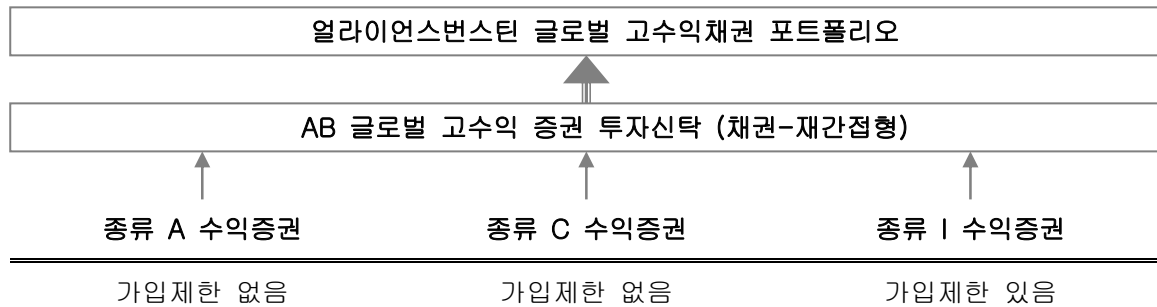 얼라이언스번스틴 글로벌 고수익채권 포트폴리오
AB 글로벌 고수익 증권 투자신탁 (채권-재간접형)
종류 A 수익증권 종류 C 수익증권 종류 I 수익증권
가입제한 없음 가입제한 없음 가입제한 있음